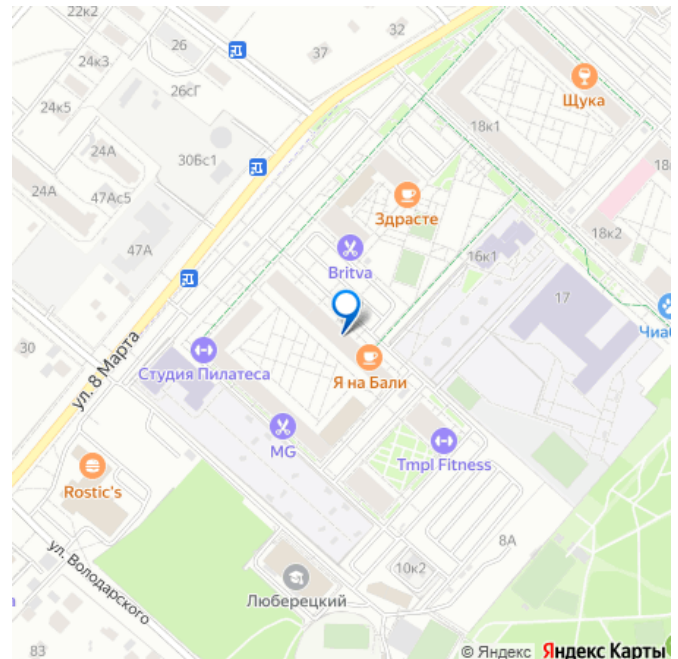 22к2
32
26
37
24к3
Щука
26сГ
24к5
18к1
30Бс1
24А
18
24А
47Ас5
Здрасте
18к2
47А
Britva
16к1
17
Чиа
ул. 8 Марта
30
Студия Пилатеса
Я на Бали
MG
Tmpl Fitness
Rostic's
8А
ул. Володарского
10к2
Люберецкий
83
© Яндекс Яндекс Карты